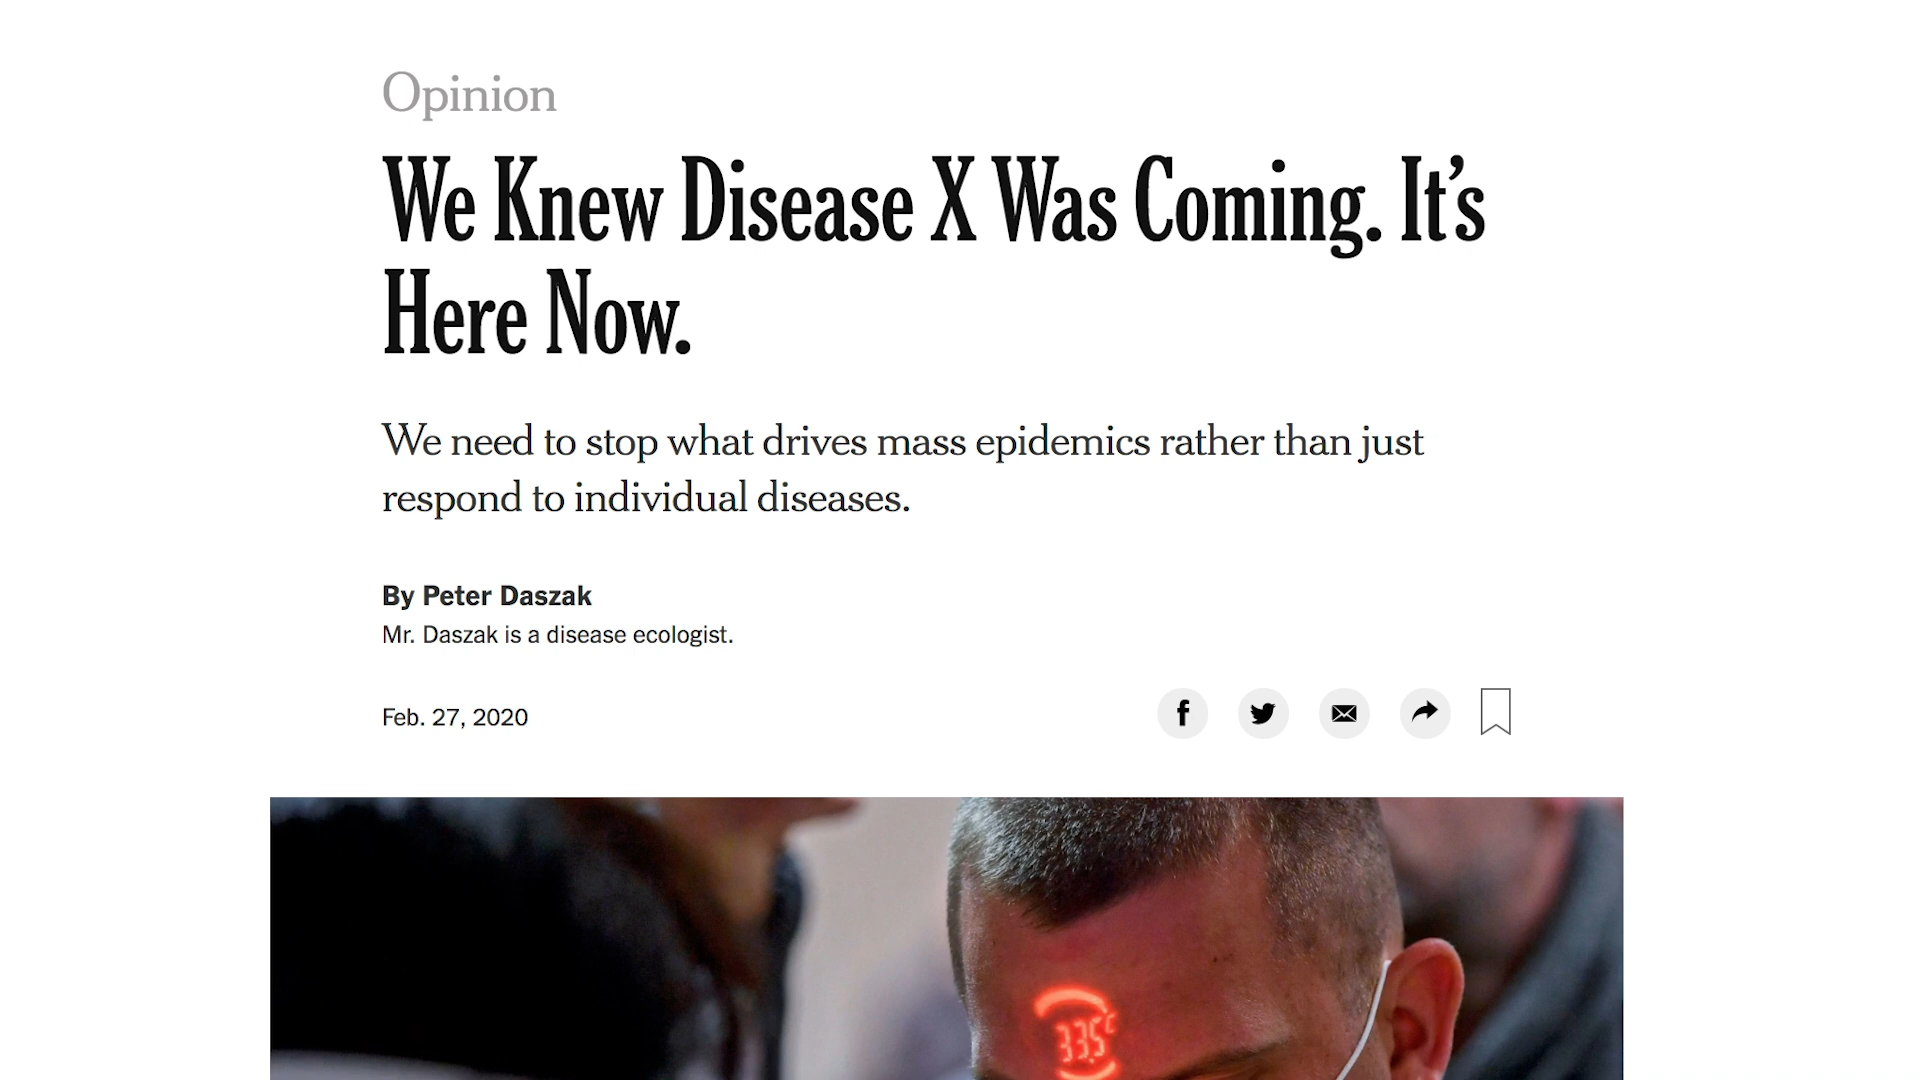 Opinion
We Knew Disease X Was Coming. It’s
Here Now.
We need to stop what drives mass epidemics rather than just
respond to individual diseases.
By Peter Daszak
Mr. Daszak is a disease ecologist.
Feb. 27, 2020
33.5°C